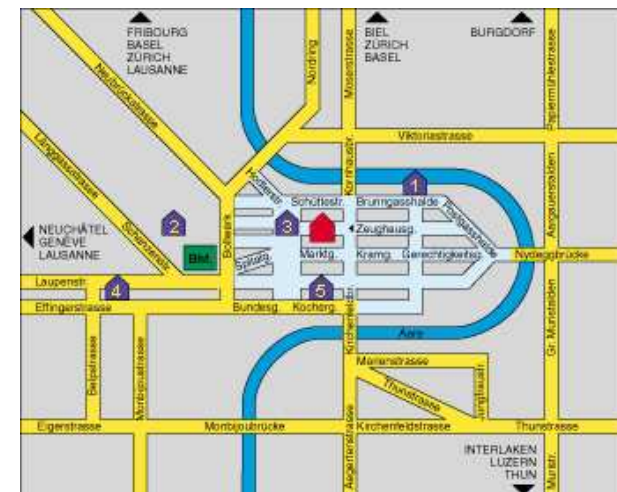 FRIBOURG
BASEL
ZÜRICH
LAUSANNE
BIEL
ZÜRICH
BASEL
BURGDORF
Neubrückstrasse
Nordring
Moserstrasse
Papiermühlestrasse
Viktoriastrasse
Länggassstrasse
Hodlerstr.
Kornhausbr.
1
Aargauerstalden
Schüttestr.
Brunngasshalde
Postgasshalde
2
3
Bollwerk
Zeughausg.
NEUCHÂTEL
GENÈVE
LAUSANNE
Schanzenstr.
Bhf.
Spitalg.
Marktg.
Kramg.
Gerechtigkeitsg.
Nydeggbrücke
Laupenstr.
4
5
Effingerstrasse
Bundesg.
Kocherg.
Kirchenfeldbr.
Aare
Gr. Muristalden
Belpstrasse
Monbijoustrasse
Marienstrasse
Thunstrasse
Jungfraustr.
Eigerstrasse
Monbijoubrücke
Kirchenfeldstrasse
Thunstrasse
Aegertenstrasse
INTERLAKEN
LUZERN
THUN
Muristr.